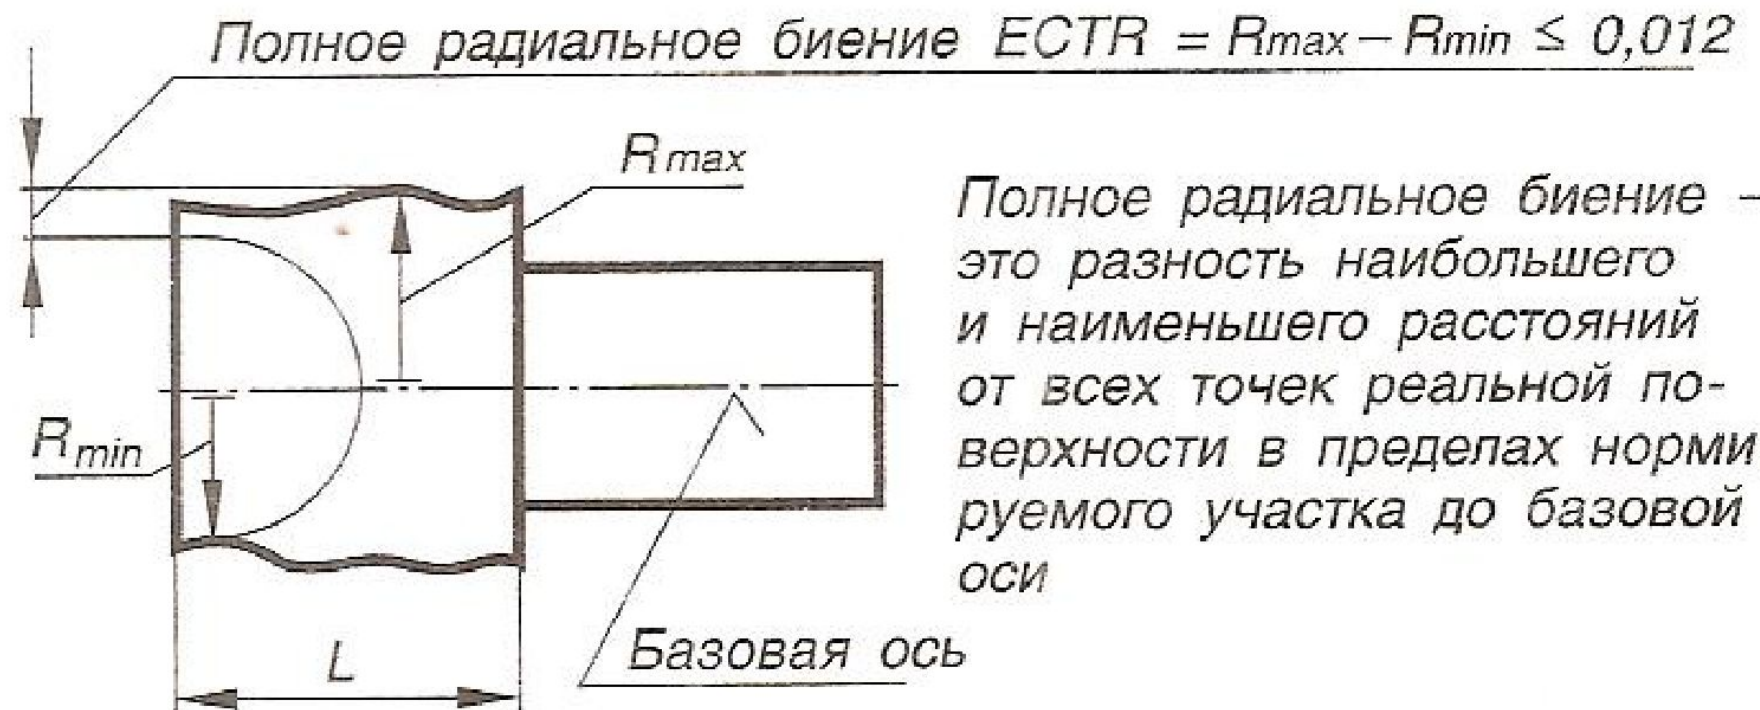 Полное радиальное биение ECTR = Rmax – Rmin ≤ 0,012
Rmax
Полное радиальное биение –
это разность наибольшего
и наименьшего расстояний
от всех точек реальной по-
верхности в пределах норми
руемого участка до базовой
оси
Rmin
Базовая ось
L